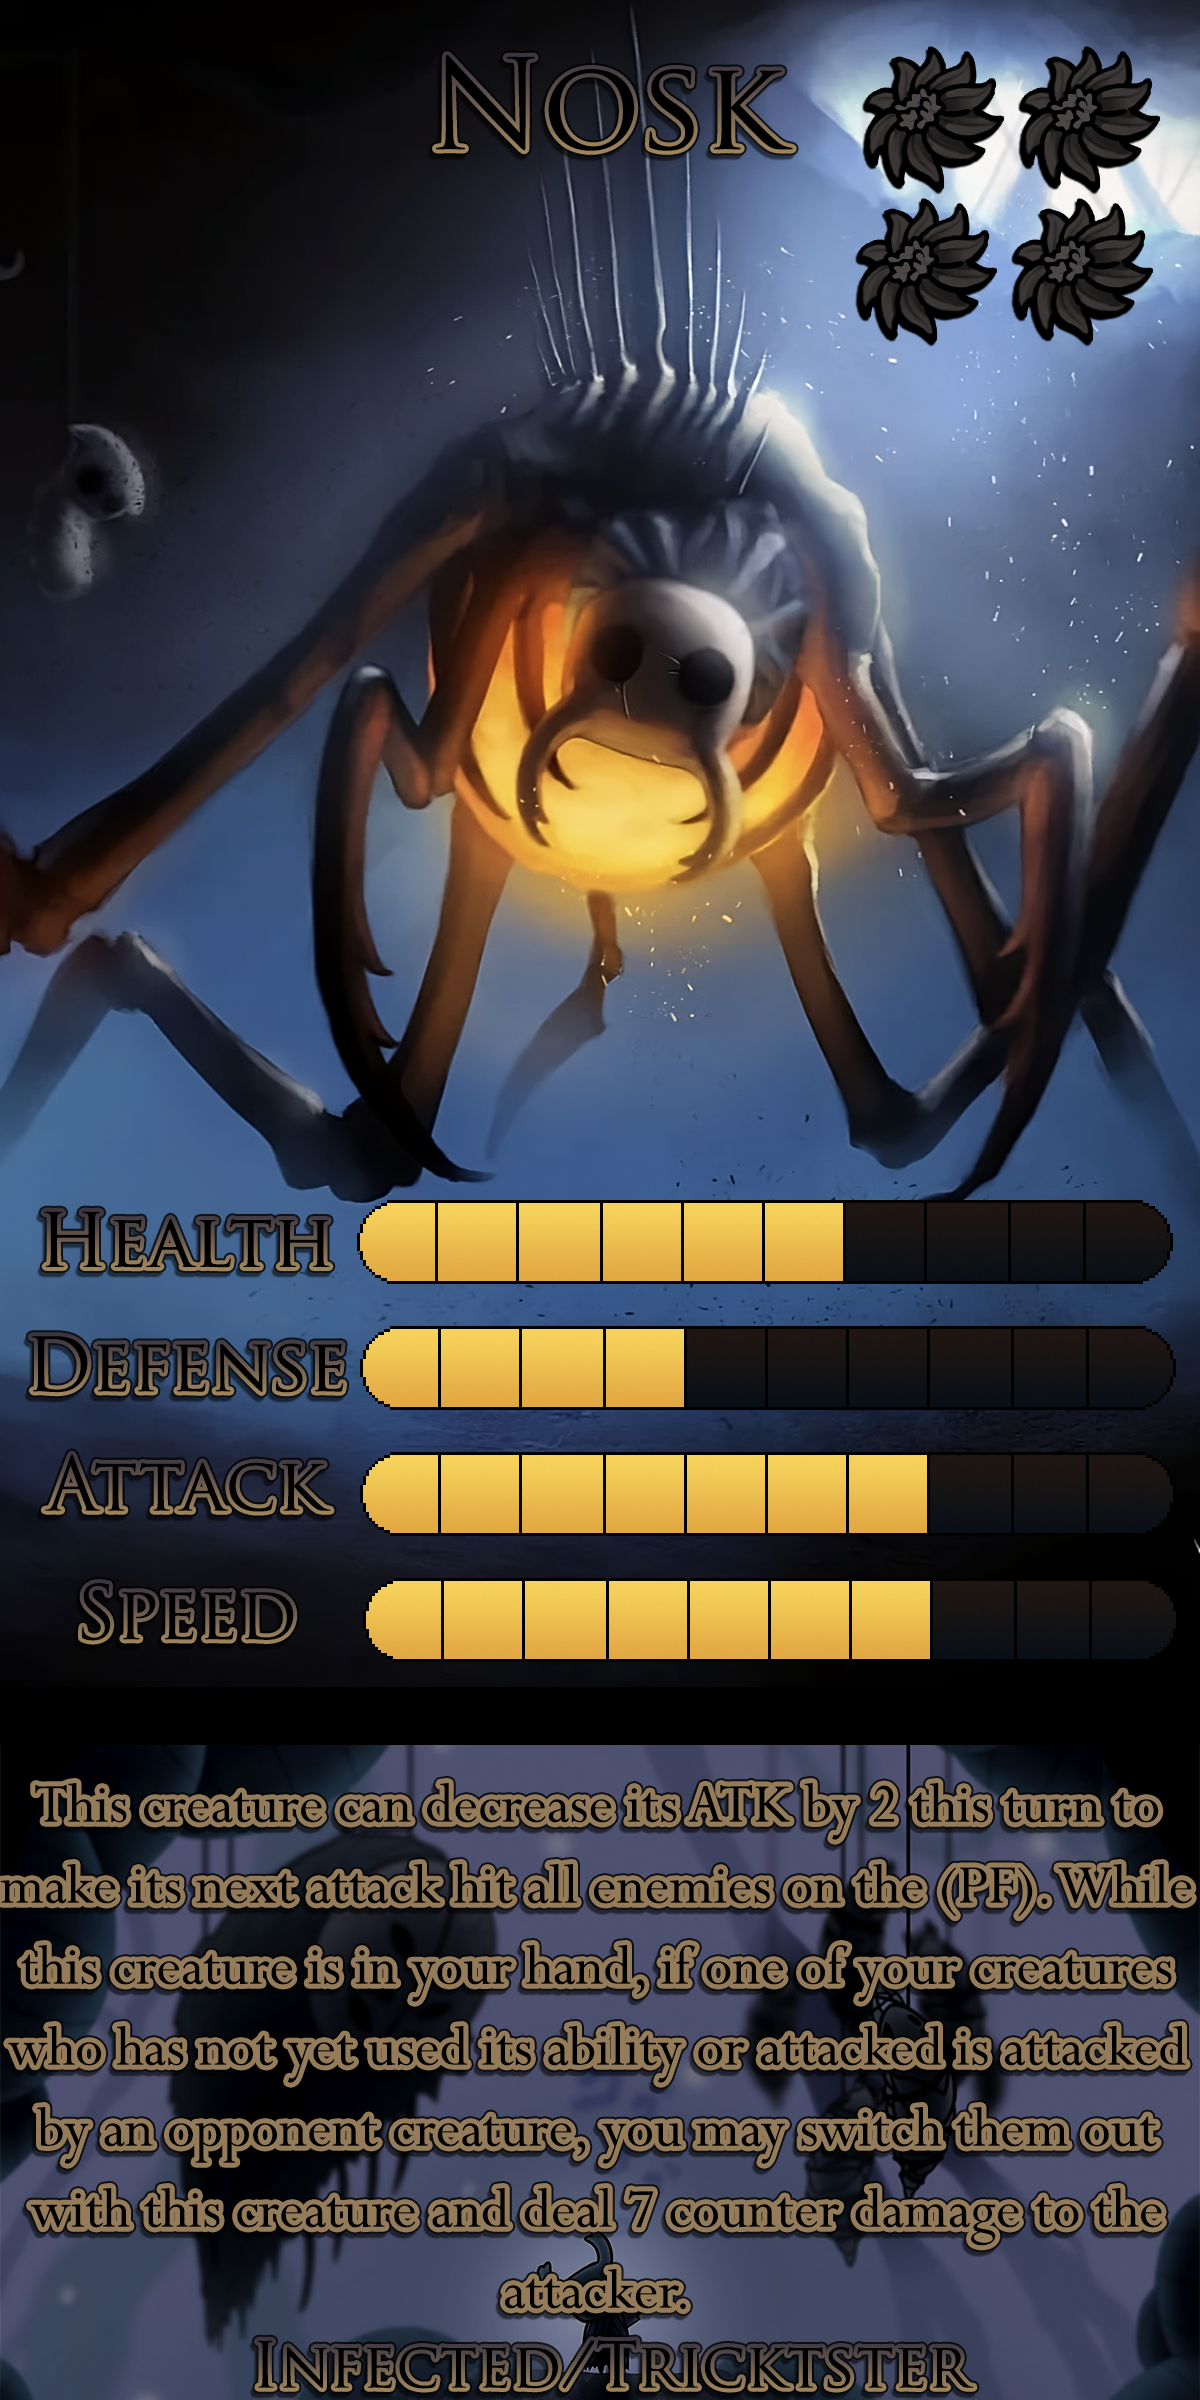 Nosk
Health
Defense
Attack
Speed
This creature can decrease its ATK by 2 this turn to
make its next attack hit all enemies on the (PF). While
this creature is in your hand, if one of your creatures
who has not yet used its ability or attacked is attacked
by an opponent creature, you may switch them out
with this creature and deal 7 counter damage to the
attacker.
Infected/Tricktster